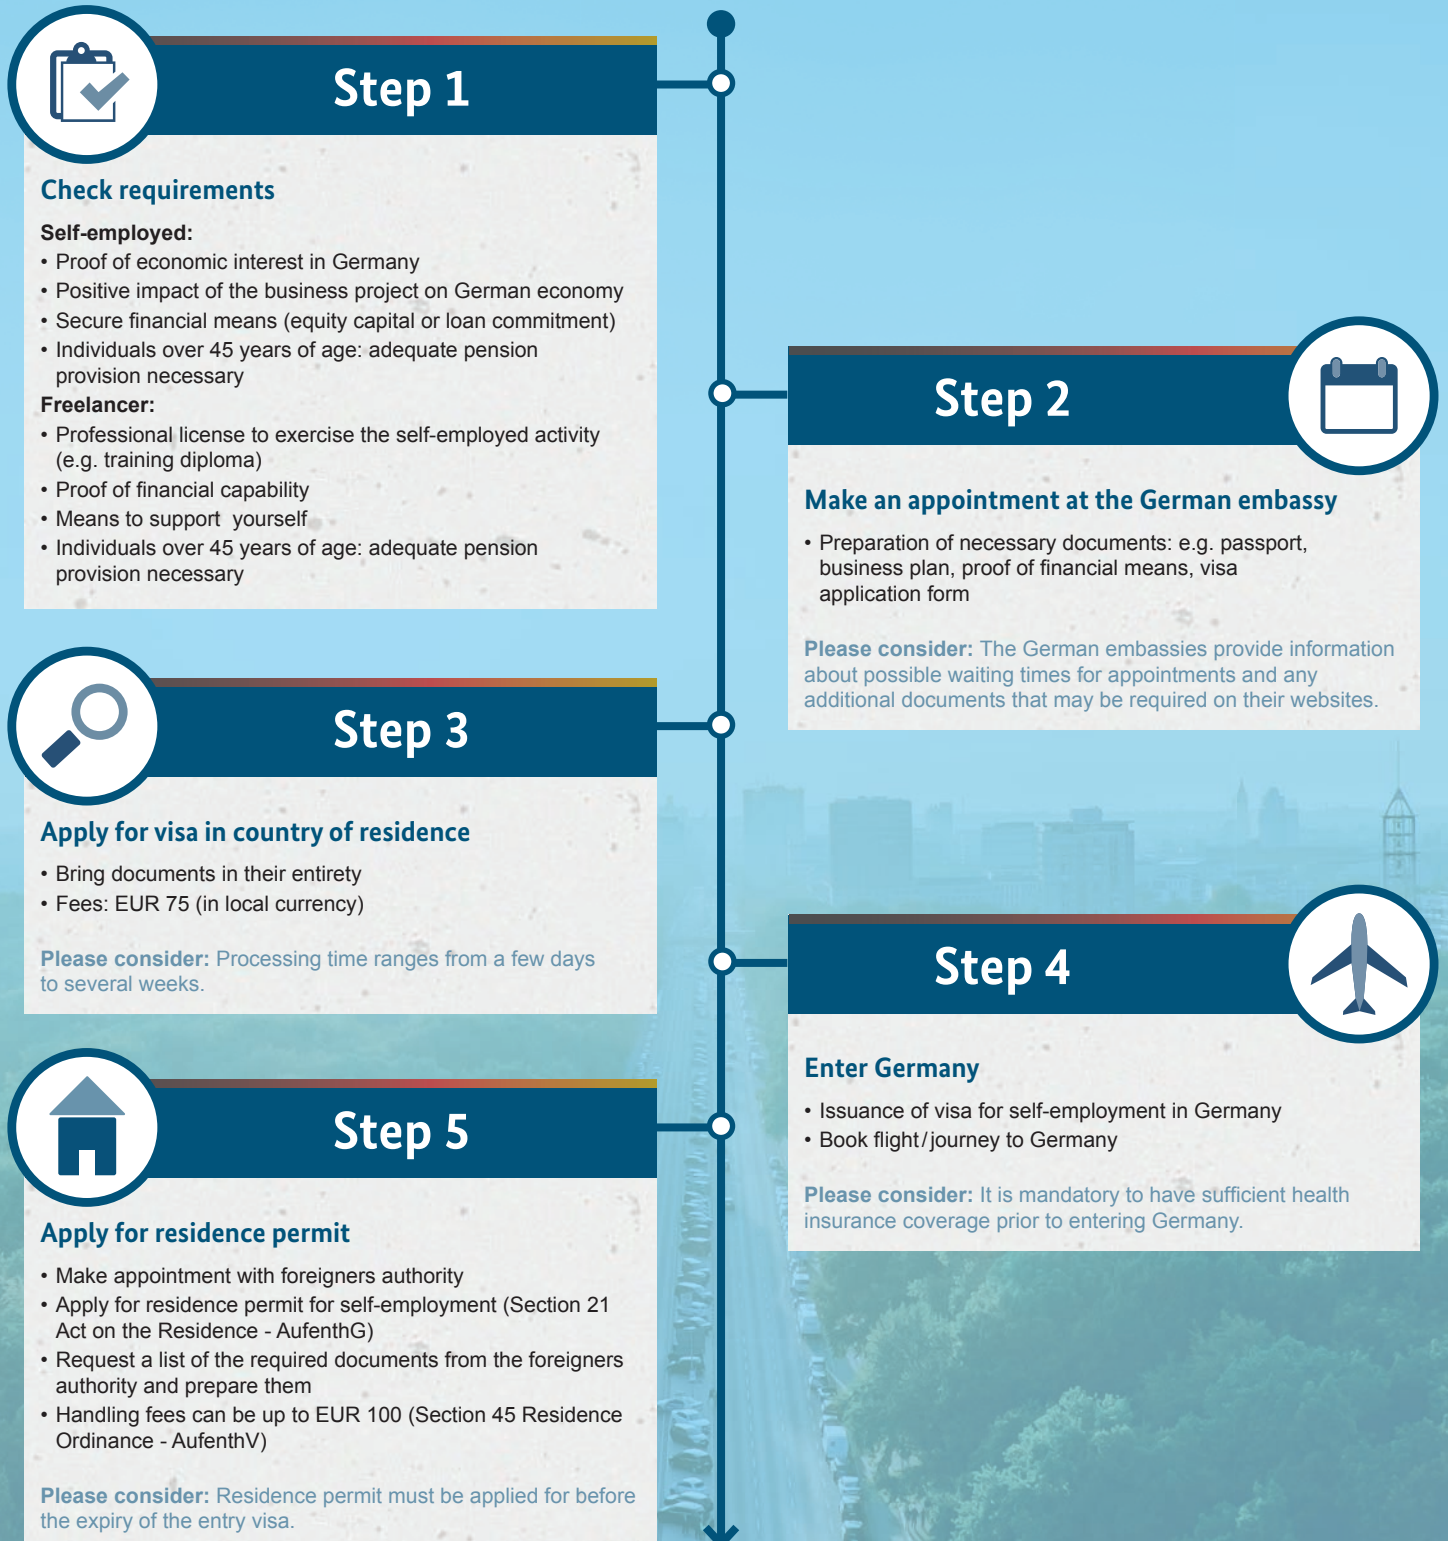 Step 1
Check requirements
Self-employed:
• Proof of economic interest in Germany
• Positive impact of the business project on German economy
• Secure financial means (equity capital or loan commitment)
• Individuals over 45 years of age: adequate pension
provision necessary
Freelancer:
• Professional license to exercise the self-employed activity
(e.g. training diploma)
• Proof of financial capability
• Means to support yourself
• Individuals over 45 years of age: adequate pension
provision necessary
Step 2
Make an appointment at the German embassy
• Preparation of necessary documents: e.g. passport,
business plan, proof of financial means, visa
application form
Please consider: The German embassies provide information
about possible waiting times for appointments and any
additional documents that may be required on their websites.
Step 3
Apply for visa in country of residence
• Bring documents in their entirety
• Fees: EUR 75 (in local currency)
Please consider: Processing time ranges from a few days
to several weeks.
Step 4
Enter Germany
• Issuance of visa for self-employment in Germany
• Book flight/journey to Germany
Please consider: It is mandatory to have sufficient health
insurance coverage prior to entering Germany.
Step 5
Apply for residence permit
• Make appointment with foreigners authority
• Apply for residence permit for self-employment (Section 21
Act on the Residence - AufenthG)
• Request a list of the required documents from the foreigners
authority and prepare them
• Handling fees can be up to EUR 100 (Section 45 Residence
Ordinance - AufenthV)
Please consider: Residence permit must be applied for before
the expiry of the entry visa.